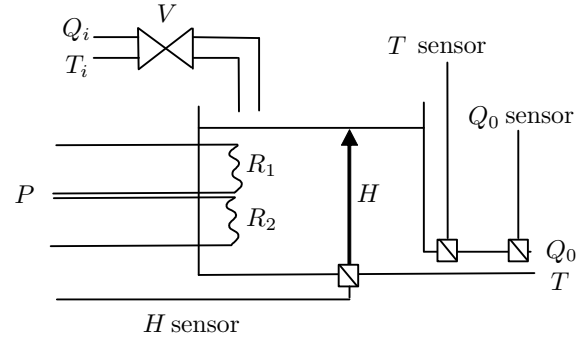 V
Q_i
T_i
T sensor
Q_0 sensor
R_1
P
H
R_2
Q_0
T
H sensor